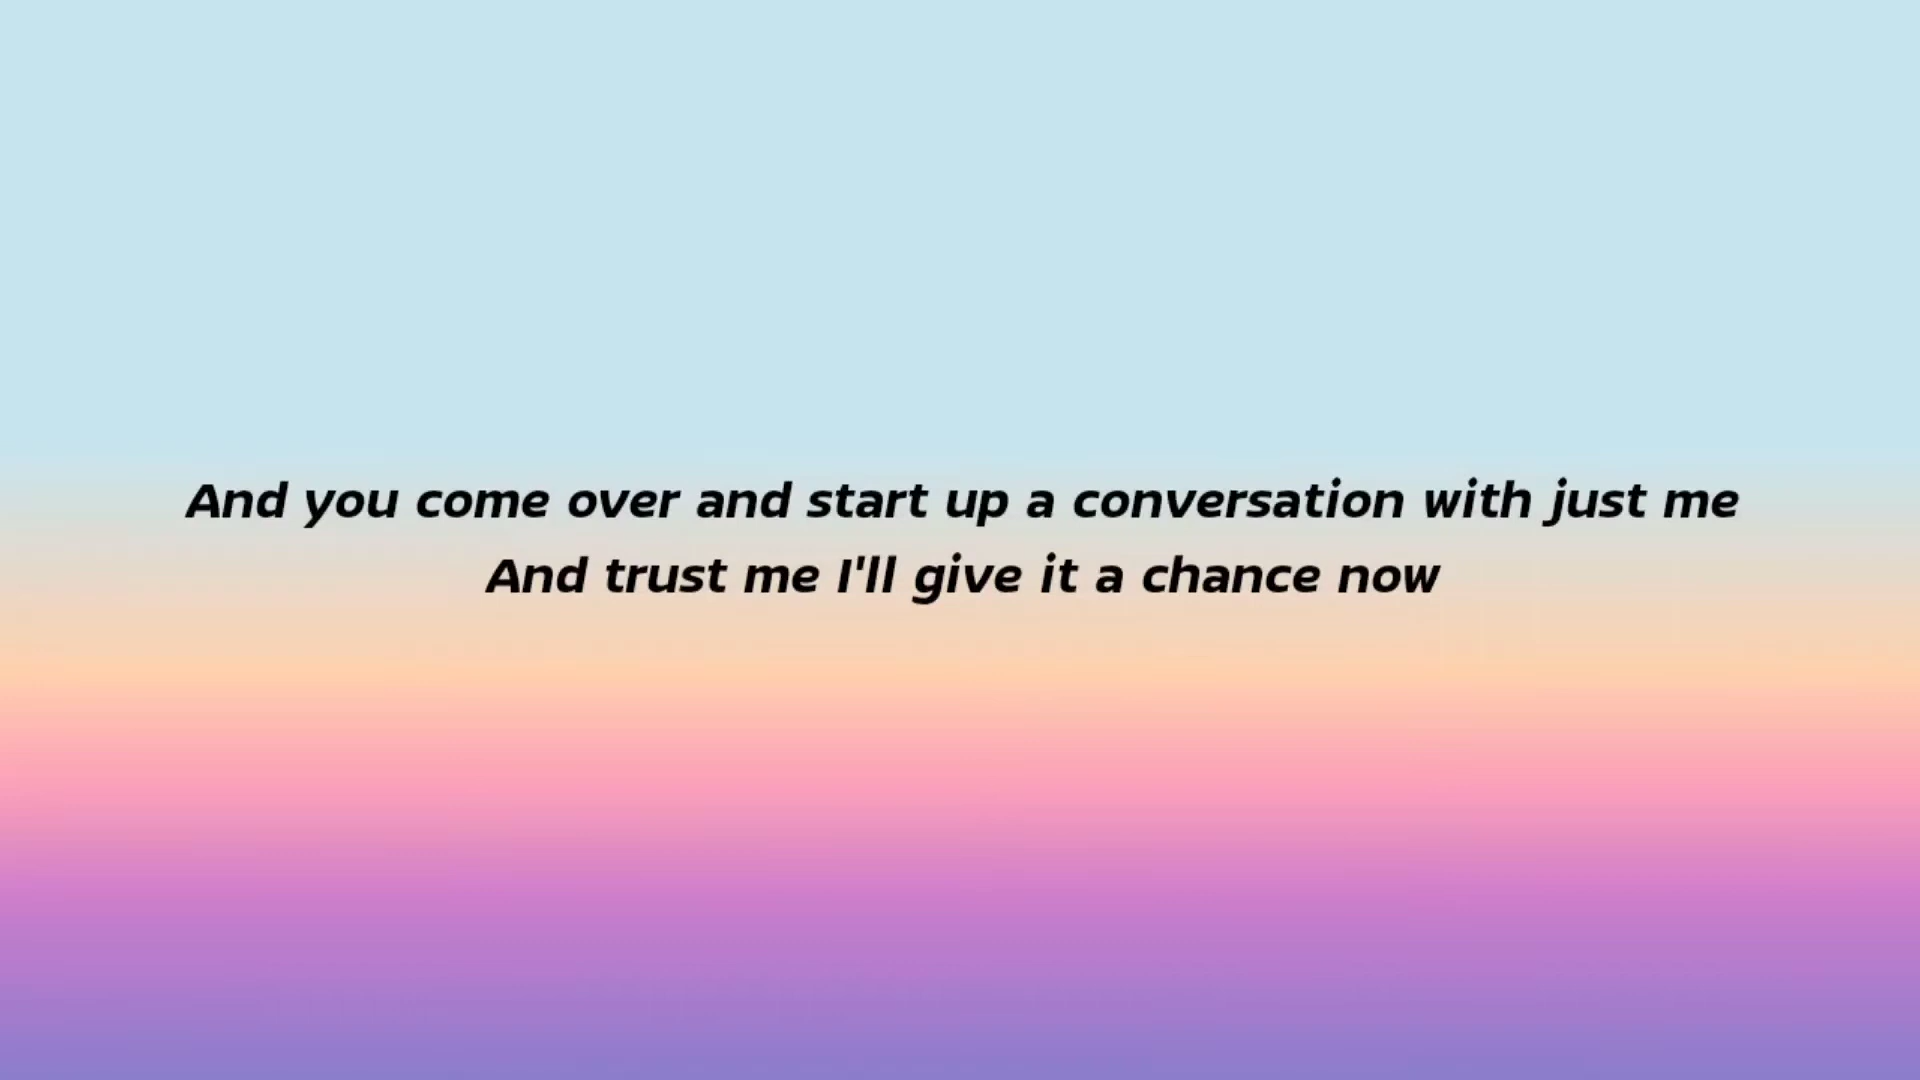 And you come over and start up a conversation with just me
And trust me I'll give it a chance now